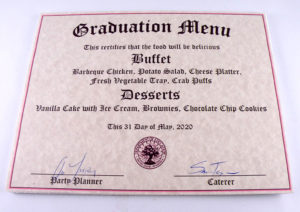 Graduation Menu
This certifies that the food will be delicious
Buffet
Barbeque Chicken, Potato Salad, Cheese Platter,
Fresh Vegetable Tray, Crab Puffs
Desserts
Vanilla Cake with Ice Cream, Brownies, Chocolate Chip Cookies
This 31 Day of May, 2020
Party Planner
Caterer